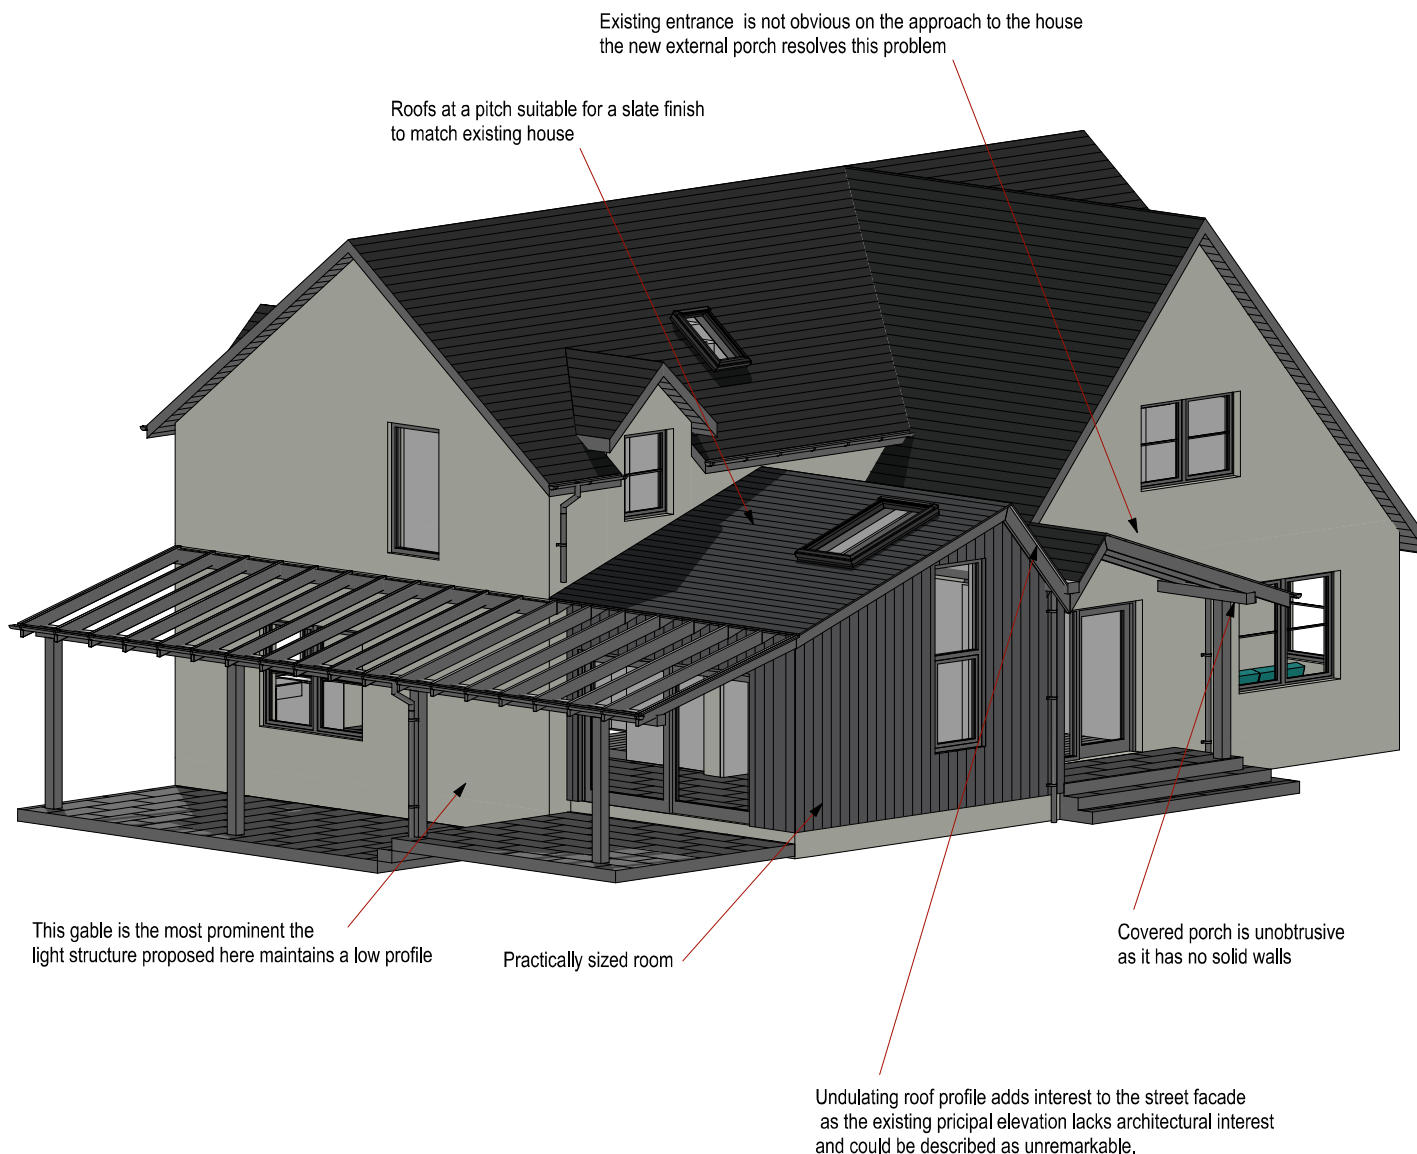 Existing entrance  is not obvious on the approach to the house
the new external porch resolves this problem
Roofs at a pitch suitable for a slate finish
to match existing house
This gable is the most prominent the
light structure proposed here maintains a low profile
Practically sized room
Covered porch is unobtrusive
as it has no solid walls
Undulating roof profile adds interest to the street facade
as the existing pricipal elevation lacks architectural interest
and could be described as unremarkable,